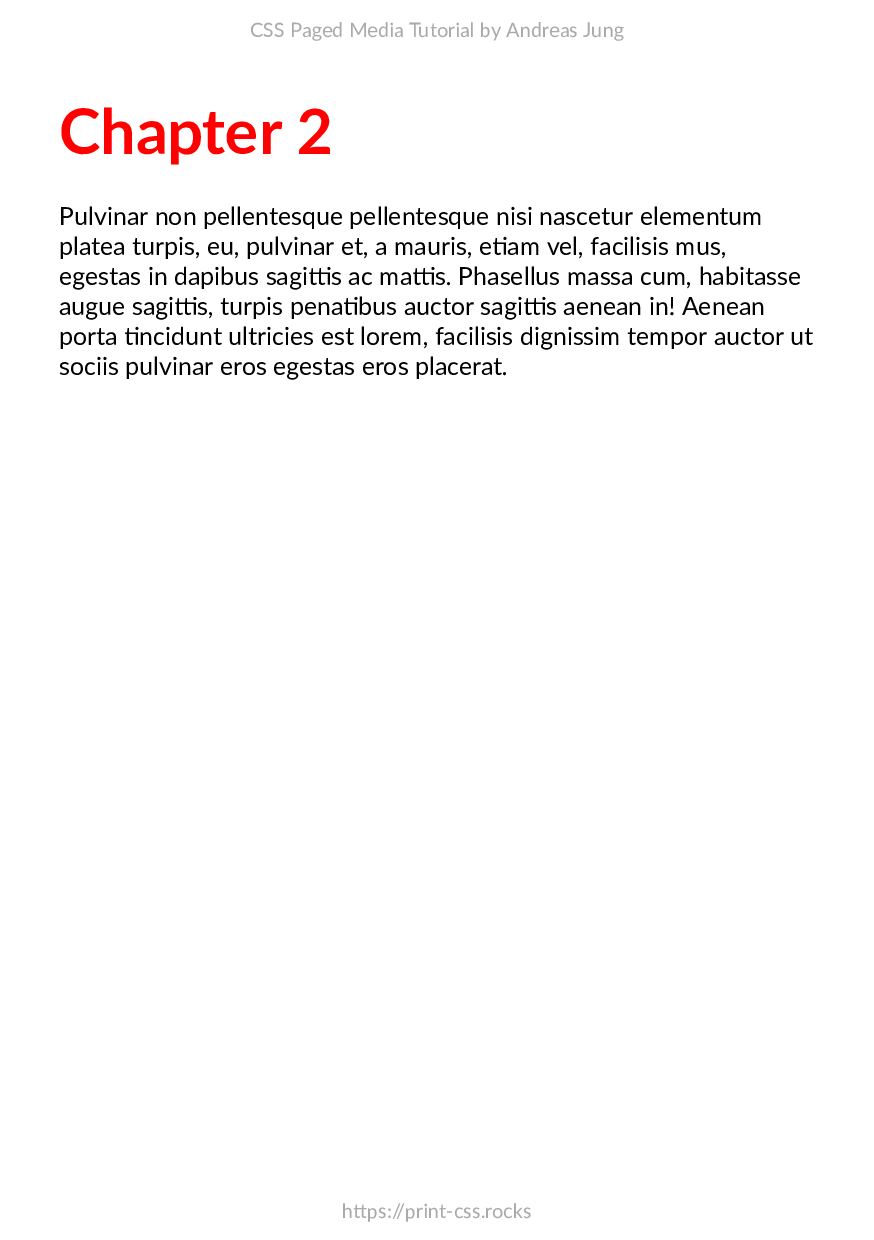 CSS Paged Media Tutorial by Andreas Jung
Chapter 2
Pulvinar non pellentesque pellentesque nisi nascetur elementum
platea turpis, eu, pulvinar et, a mauris, etiam vel, facilisis mus,
egestas in dapibus sagittis ac mattis. Phasellus massa cum, habitasse
augue sagittis, turpis penatibus auctor sagittis aenean in! Aenean
porta tincidunt ultricies est lorem, facilisis dignissim tempor auctor ut
sociis pulvinar eros egestas eros placerat.
https://print-css.rocks